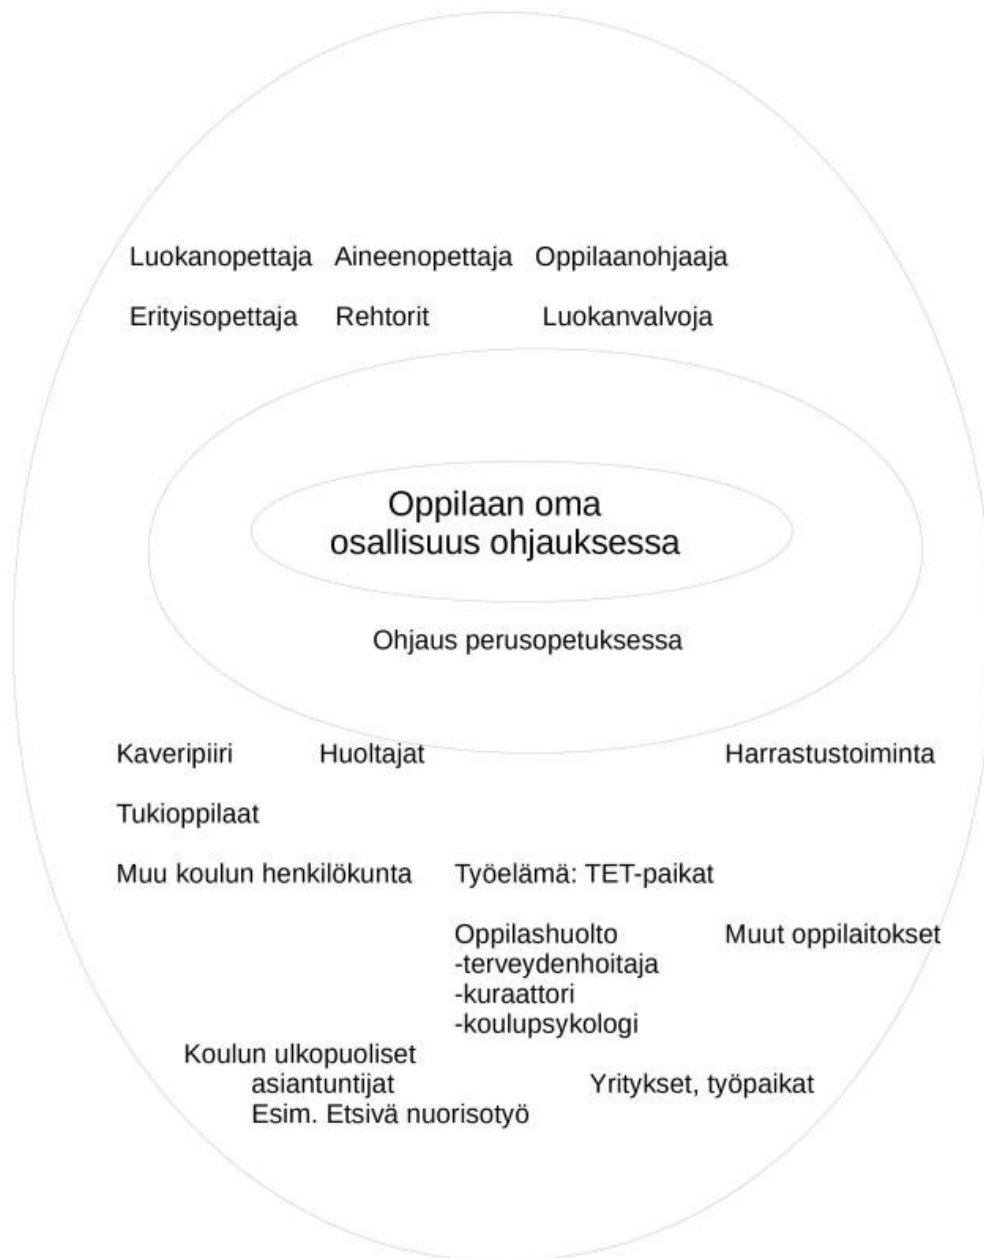 Luokanopettaja Aineenopettaja Oppilaanohjaaja
Erityisopettaja Rehtorit Luokanvalvoja
Oppilaan oma
osallisuus ohjauksessa
Ohjaus perusopetuksessa
Kaveripiiri Huoltajat Harrastustoiminta
Tukioppilaat
Muu koulun henkilökunta Työelämä: TET-paikat
Oppilashuolto Muut oppilaitokset
-terveydenhoitaja
-kuraattori
-koulupsykologi
Koulun ulkopuoliset
asiantuntijat Yritykset, työpaikat
Esim. Etsivä nuorisotyö